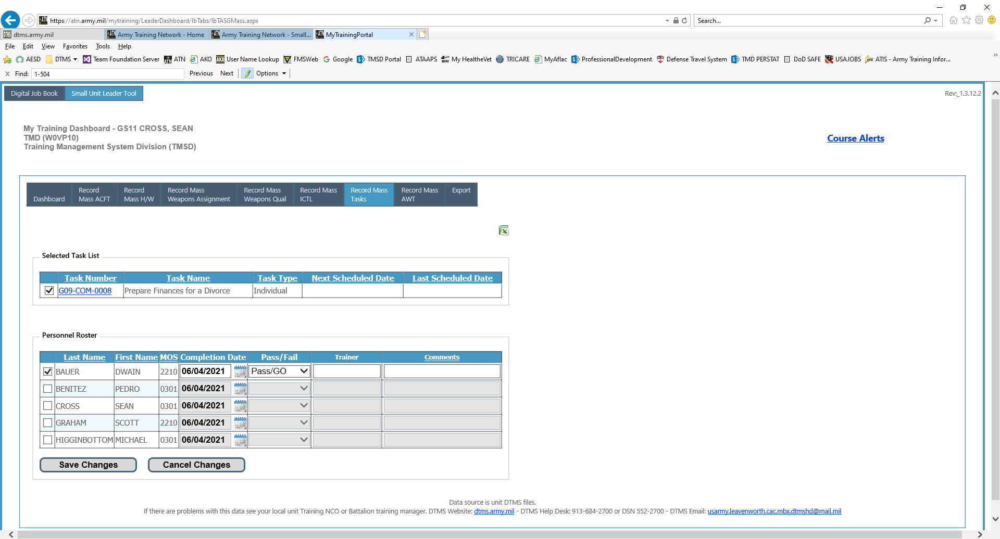 https://atn.army.mil/mytraining/LeaderDashboard/lbTabs/lbTASGMass.aspx
Search...
dtms.army.mil
Army Training Network - Home
Army Training Network - Small...
MyTrainingPortal
File Edit View Favorites Tools Help
AESD DTMS Team Foundation Server ATN AKO User Name Lookup FMSWeb Google TMSD Portal ATAAPS My HealtheVet TRICARE MyAflac ProfessionalDevelopment Defense Travel System TMD PERSTAT DoD SAFE USAJOBS ATIS - Army Training Infor...
Find: 1-504 Previous Next Options
Digital Job Book Small Unit Leader Tool
Rev:_1.3.12.2
My Training Dashboard - GS11 CROSS, SEAN
TMD (W0VP10)
Training Management System Division (TMSD)
Course Alerts
Dashboard
Record
Mass ACFT
Record
Mass H/W
Record Mass
Weapons Assignment
Record Mass
Weapons Qual
Record Mass
ICTL
Record Mass
Tasks
Record Mass
AWT
Export
Selected Task List
Task Number Task Name Task Type Next Scheduled Date Last Scheduled Date
G09-COM-0008 Prepare Finances for a Divorce Individual
Personnel Roster
Last Name First Name MOS Completion Date Pass/Fail Trainer Comments
BAUER DWAIN 2210 06/04/2021 Pass/GO
BENITEZ PEDRO 0301 06/04/2021
CROSS SEAN 0301 06/04/2021
GRAHAM SCOTT 2210 06/04/2021
HIGGINBOTTOM MICHAEL 0301 06/04/2021
Save Changes Cancel Changes
Data source is unit DTMS files.
If there are problems with this data see your local unit Training NCO or Battalion training manager. DTMS Website: dtms.army.mil - DTMS Help Desk: 913-684-2700 or DSN 552-2700 - DTMS Email: usarmy.leavenworth.cac.mbx.dtmshd@mail.mil